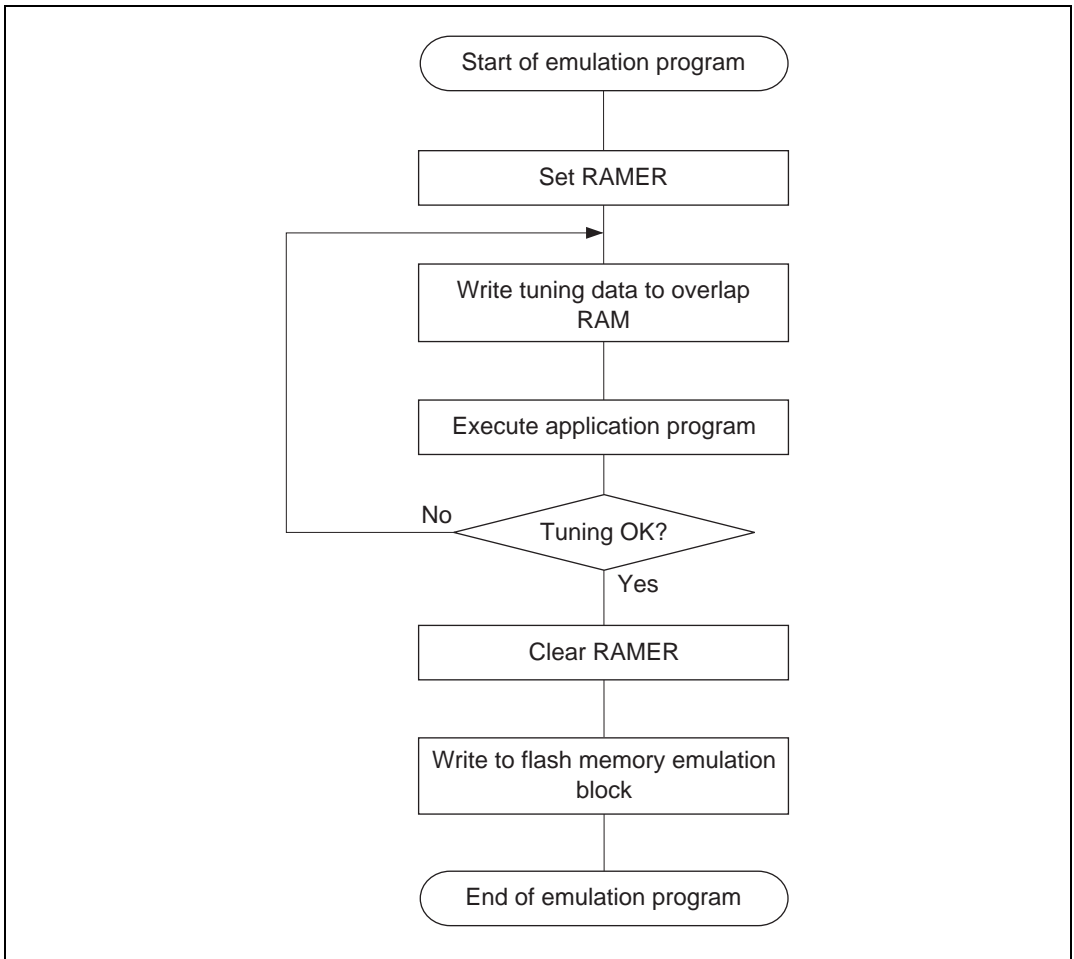 Start of emulation program
Set RAMER
Write tuning data to overlap
RAM
Execute application program
No
Tuning OK?
Yes
Clear RAMER
Write to flash memory emulation
block
End of emulation program